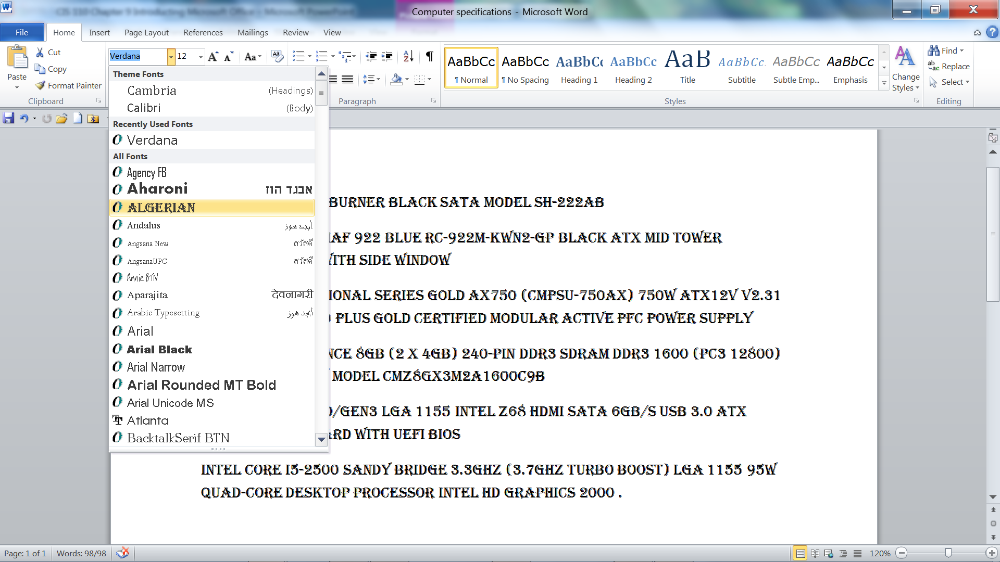 CIS 110 Chapter 9 Introducting Microsoft Office - Microsoft PowerPoint
Computer specifications - Microsoft Word
File Home Insert Page Layout References Mailings Review View
Paste
Cut
Copy
Format Painter
Clipboard
Verdana 12
Paragraph
AaBbCc AaBbCc AaBbCc AaBbCc AaB AaBbCc. AaBbCc AaBbCc
¶ Normal ¶ No Spacing Heading 1 Heading 2 Title Subtitle Subtle Emp... Emphasis
Change Styles
Styles
Find
Replace
Select
Editing
Theme Fonts
Cambria (Headings)
Calibri (Body)
Recently Used Fonts
Verdana
All Fonts
Agency FB
Aharoni אבגד הוז
ALGERIAN
Andalus أبجد هوز
Angsana New สวัสดี
AngsanaUPC สวัสดี
Annie BTN
Aparajita देवनागरी
Arabic Typesetting أبجد هوز
Arial
Arial Black
Arial Narrow
Arial Rounded MT Bold
Arial Unicode MS
Atlanta
BacktalkSerif BTN
BURNER BLACK SATA MODEL SH-222AB
AF 922 BLUE RC-922M-KWN2-GP BLACK ATX MID TOWER
ITH SIDE WINDOW
IONAL SERIES GOLD AX750 (CMPSU-750AX) 750W ATX12V V2.31
PLUS GOLD CERTIFIED MODULAR ACTIVE PFC POWER SUPPLY
NCE 8GB (2 X 4GB) 240-PIN DDR3 SDRAM DDR3 1600 (PC3 12800)
MODEL CMZ8GX3M2A1600C9B
/GEN3 LGA 1155 INTEL Z68 HDMI SATA 6GB/S USB 3.0 ATX
ARD WITH UEFI BIOS
INTEL CORE I5-2500 SANDY BRIDGE 3.3GHZ (3.7GHZ TURBO BOOST) LGA 1155 95W
QUAD-CORE DESKTOP PROCESSOR INTEL HD GRAPHICS 2000 .
Page: 1 of 1 Words: 98/98 120%